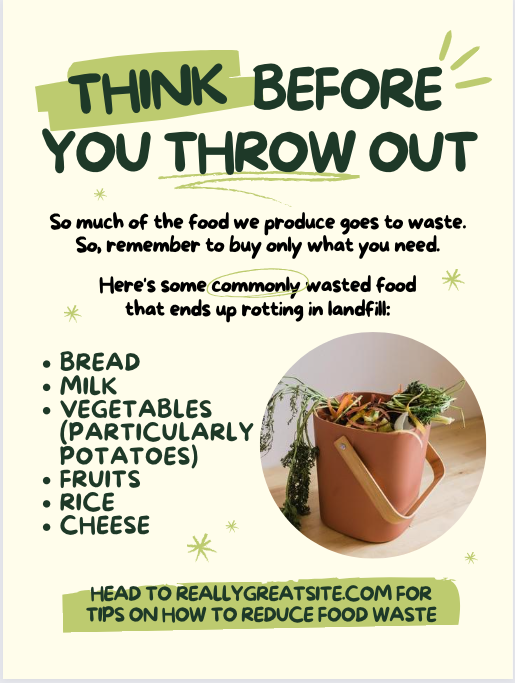 THINK BEFORE
YOU THROW OUT
So much of the food we produce goes to waste.
So, remember to buy only what you need.
Here's some commonly wasted food
that ends up rotting in landfill:
• BREAD
• MILK
• VEGETABLES
(PARTICULARLY
POTATOES)
• FRUITS
• RICE
• CHEESE
HEAD TO REALLYGREATSITE.COM FOR
TIPS ON HOW TO REDUCE FOOD WASTE